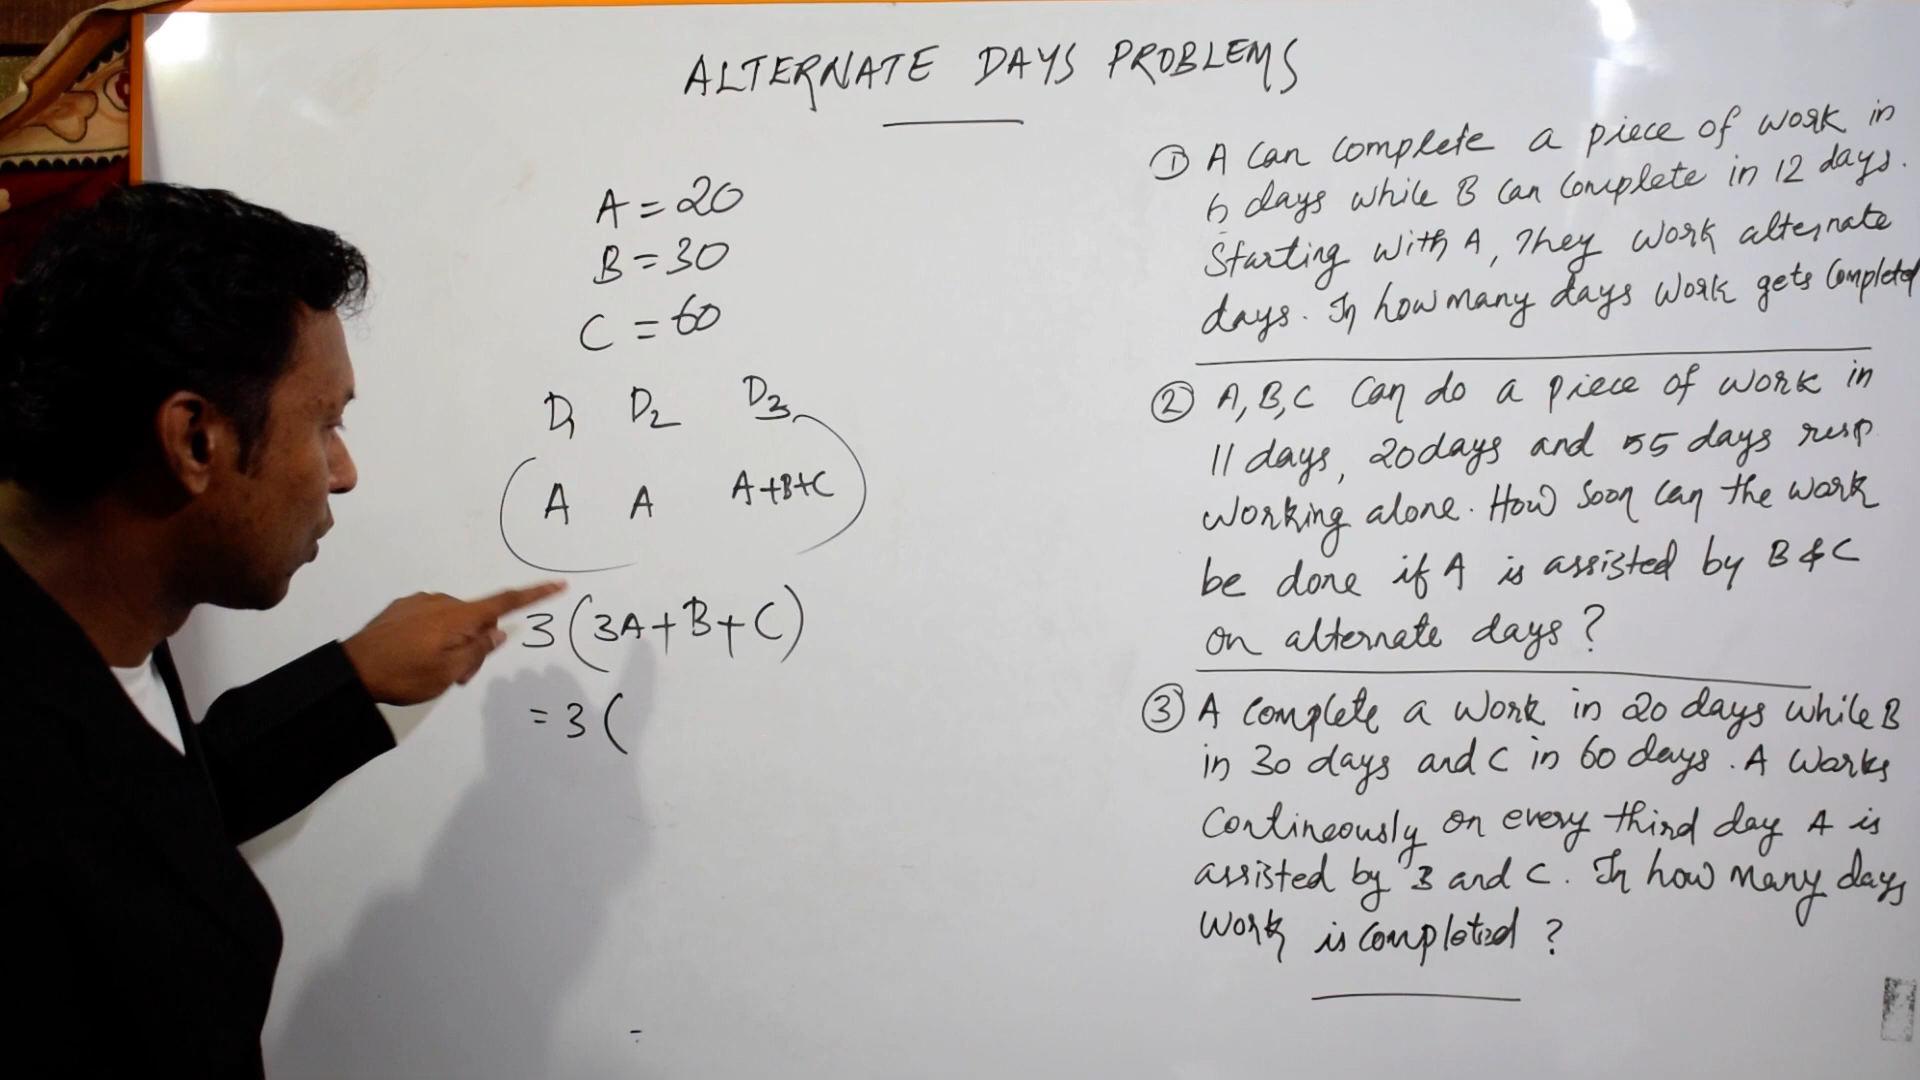 ALTERNATE DAYS PROBLEMS
A = 20
B = 30
C = 60
D1 D2 D3
A A A+B+C
3(3A+B+C)
= 3(
① A can complete a piece of work in
6 days while B can complete in 12 days.
Starting with A, They work alternate
days. In how many days work gets completed
② A, B, C can do a piece of work in
11 days, 20 days and 55 days resp
working alone. How soon can the work
be done if A is assisted by B & C
on alternate days?
③ A complete a work in 20 days while B
in 30 days and C in 60 days. A works
Contineously on every third day A is
assisted by B and C. In how many days
work is completed?